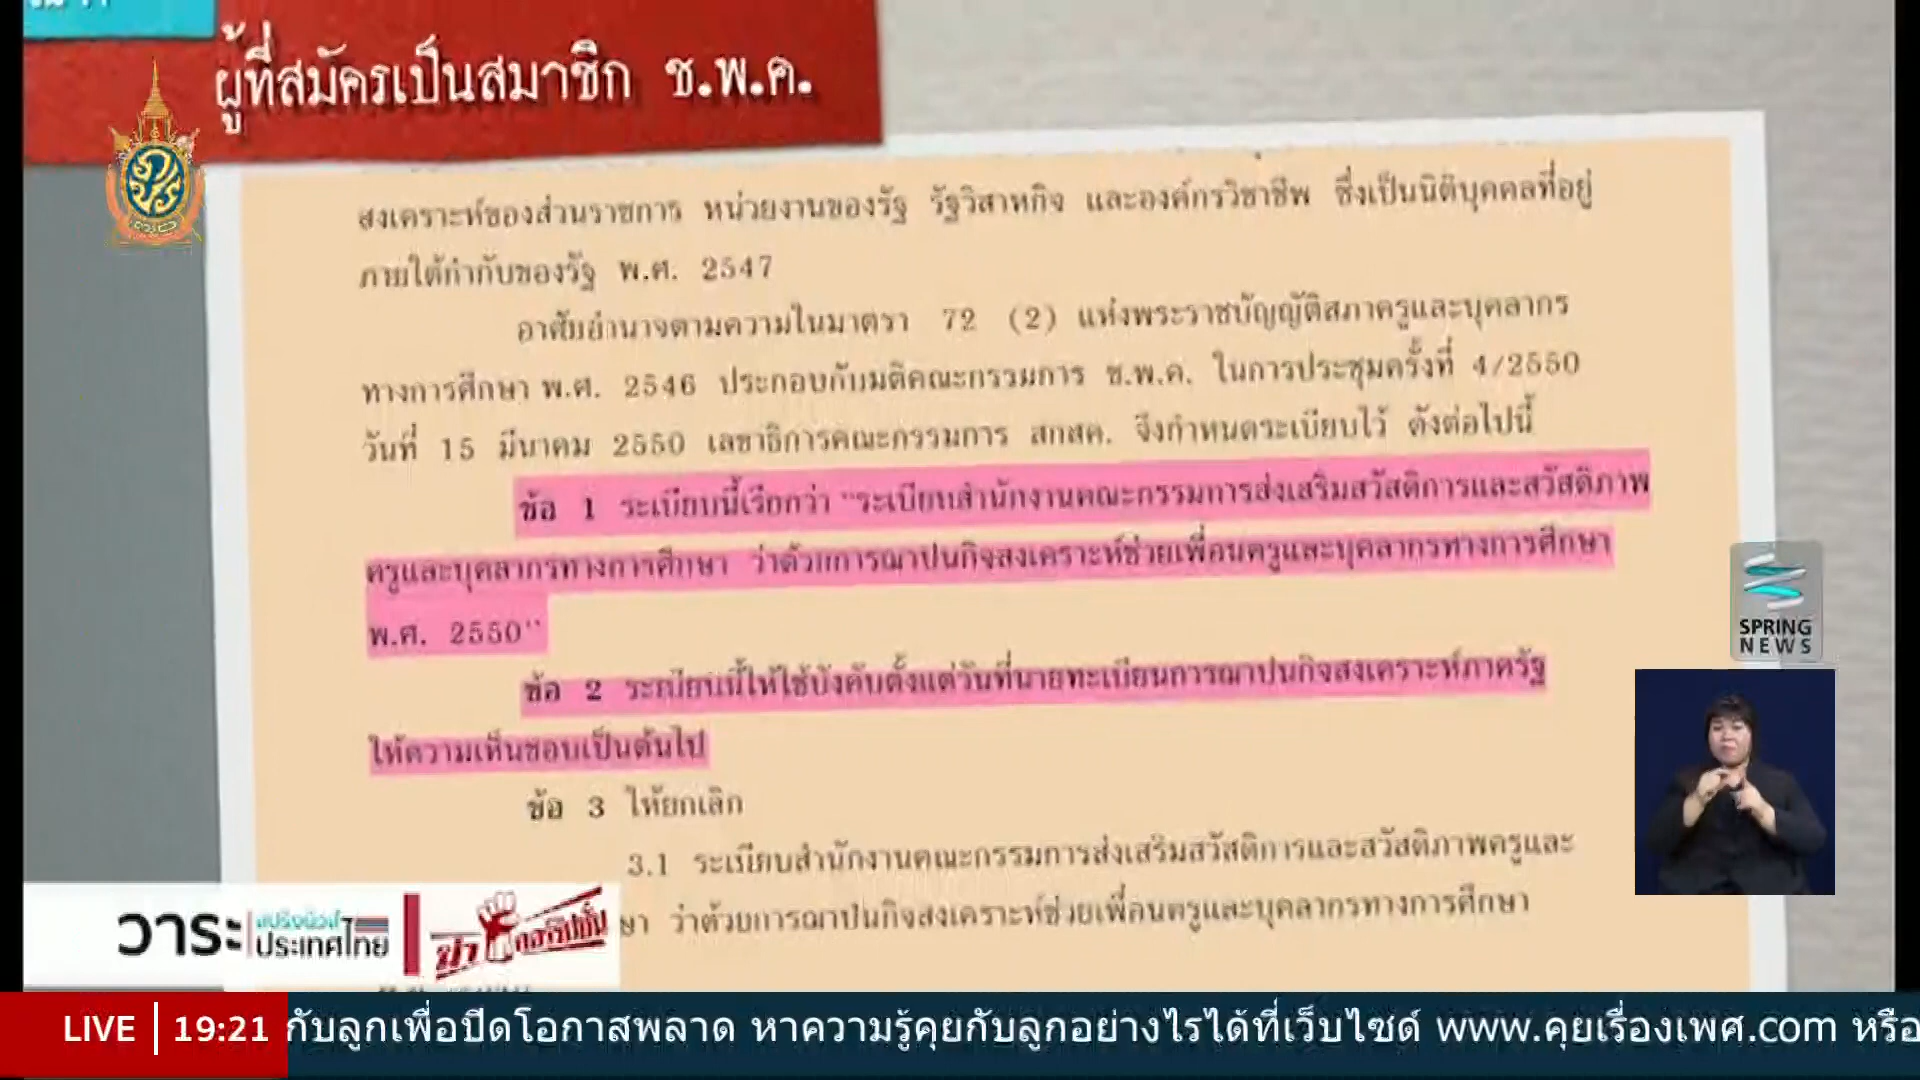 ผู้ที่สมัครเป็นสมาชิก ช.พ.ค.
สงเคราะห์ของส่วนราชการ หน่วยงานของรัฐ รัฐวิสาหกิจ และองค์กรวิชาชีพ ซึ่งเป็นนิติบุคคลที่อยู่
ภายใต้กำกับของรัฐ พ.ศ. 2547
อาศัยอำนาจตามความในมาตรา 72 (2) แห่งพระราชบัญญัติสภาครูและบุคลากร
ทางการศึกษา พ.ศ. 2546 ประกอบกับมติคณะกรรมการ ช.พ.ค. ในการประชุมครั้งที่ 4/2550
วันที่ 15 มีนาคม 2550 เลขาธิการคณะกรรมการ สกสค. จึงกำหนดระเบียบไว้ ดังต่อไปนี้
ข้อ 1 ระเบียบนี้เรียกว่า "ระเบียบสำนักงานคณะกรรมการส่งเสริมสวัสดิการและสวัสดิภาพ
ครูและบุคลากรทางการศึกษา ว่าด้วยการฌาปนกิจสงเคราะห์ช่วยเพื่อนครูและบุคลากรทางการศึกษา
พ.ศ. 2550"
ข้อ 2 ระเบียบนี้ให้ใช้บังคับตั้งแต่วันที่นายทะเบียนการฌาปนกิจสงเคราะห์ภาครัฐ
ให้ความเห็นชอบเป็นต้นไป
ข้อ 3 ให้ยกเลิก
3.1 ระเบียบสำนักงานคณะกรรมการส่งเสริมสวัสดิการและสวัสดิภาพครูและ
ษา ว่าด้วยการฌาปนกิจสงเคราะห์ช่วยเพื่อนครูและบุคลากรทางการศึกษา
SPRING
NEWS
วาระ สปริงนิวส์ ประเทศไทย ฆ่าคอร์รัปชั่น
LIVE 19:21 กับลูกเพื่อปิดโอกาสพลาด หาความรู้คุยกับลูกอย่างไรได้ที่เว็บไซต์ www.คุยเรื่องเพศ.com หรือ